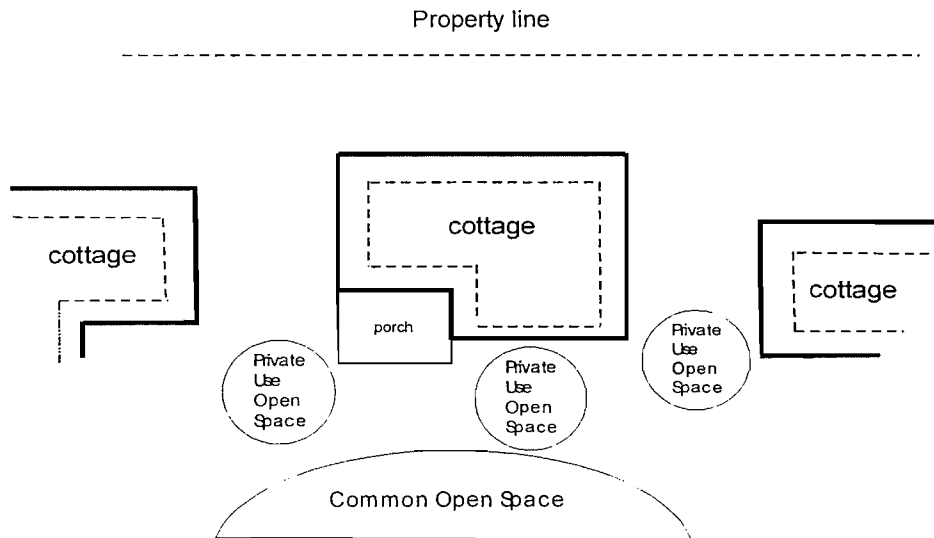 Property line
cottage
cottage
cottage
porch
Private
Use
Open
Space
Private
Use
Open
Space
Private
Use
Open
Space
Common Open Space